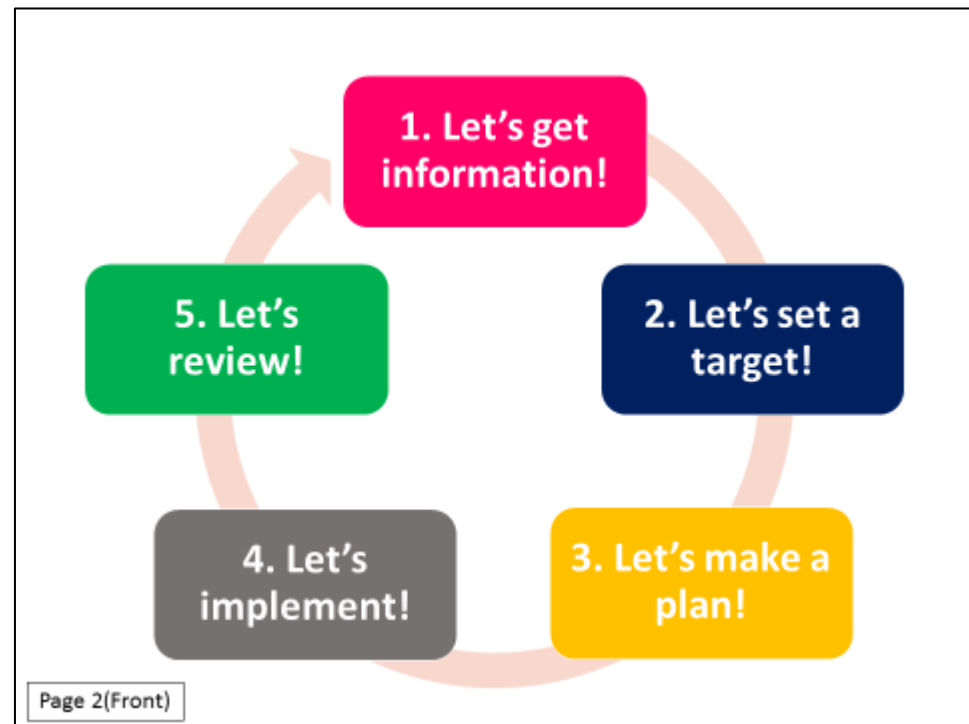 1. Let’s get
information!
2. Let’s set a
target!
3. Let’s make a
plan!
4. Let’s
implement!
5. Let’s
review!
Page 2(Front)